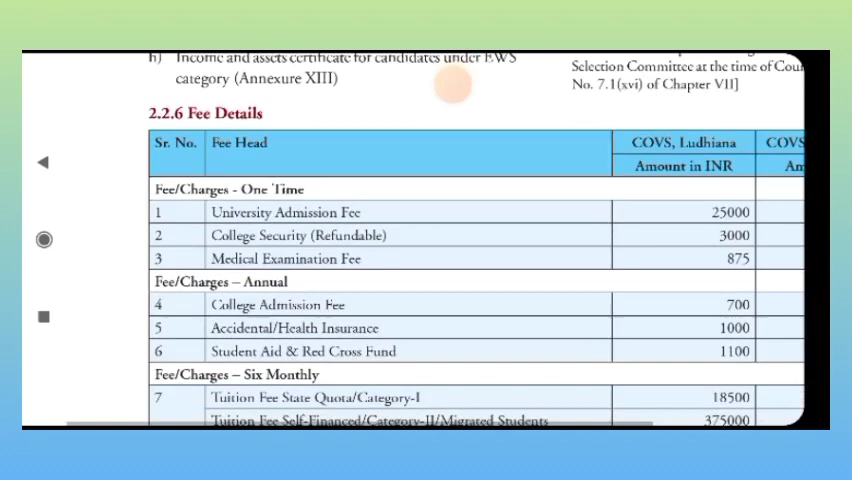 h) Income and assets certificate for candidates under EWS
category (Annexure XIII)
Selection Committee at the time of
No. 7.1(xvi) of Chapter VII]
2.2.6 Fee Details
Sr. No. Fee Head COVS, Ludhiana COVS
Amount in INR
Fee/Charges - One Time
1 University Admission Fee 25000
2 College Security (Refundable) 3000
3 Medical Examination Fee 875
Fee/Charges – Annual
4 College Admission Fee 700
5 Accidental/Health Insurance 1000
6 Student Aid & Red Cross Fund 1100
Fee/Charges – Six Monthly
7 Tuition Fee State Quota/Category-I 18500
Tuition Fee Self-Financed/Category-II/Migrated Students 375000